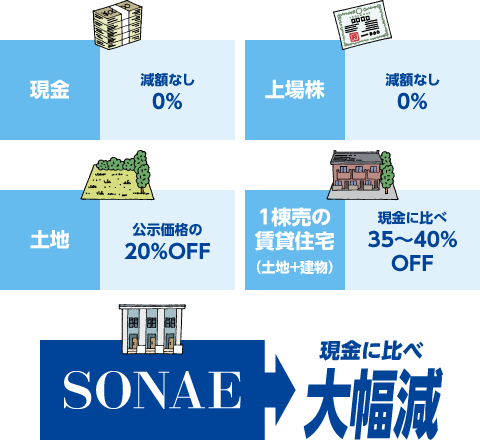 現金
減額なし
0%
上場株
減額なし
0%
土地
公示価格の
20%OFF
1棟売の
賃貸住宅
（土地+建物）
現金に比べ
35～40%
OFF
SONAE
現金に比べ
大幅減